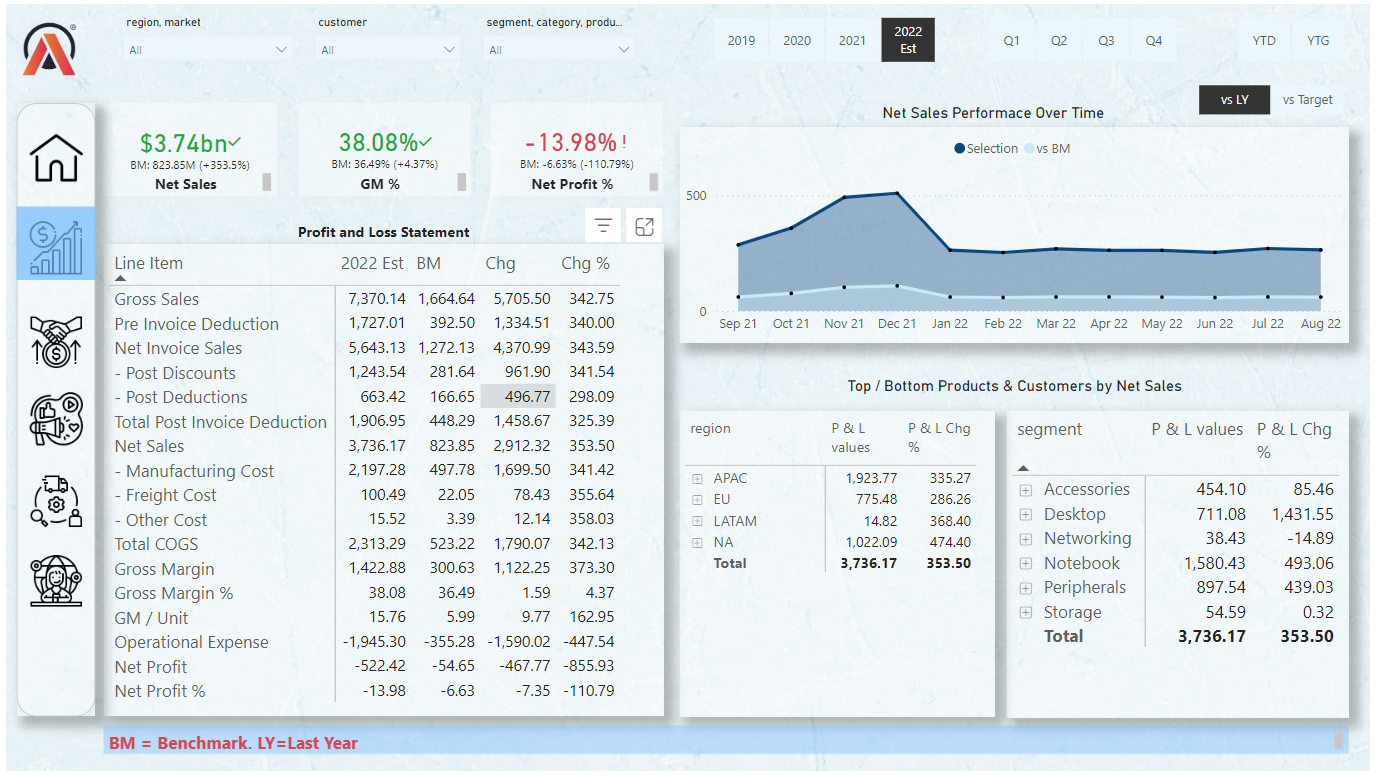 region, market
customer
segment, category, produ...
All
All
All
2019 2020 2021 2022 Est
Q1 Q2 Q3 Q4
YTD YTG
vs LY vs Target
$3.74bn
BM: 823.85M (+353.5%)
Net Sales
38.08%
BM: 36.49% (+4.37%)
GM %
-13.98% !
BM: -6.63% (-110.79%)
Net Profit %
Net Sales Performace Over Time
Selection vs BM
500
0
Sep 21 Oct 21 Nov 21 Dec 21 Jan 22 Feb 22 Mar 22 Apr 22 May 22 Jun 22 Jul 22 Aug 22
Profit and Loss Statement
Line Item 2022 Est BM Chg Chg %
Gross Sales 7,370.14 1,664.64 5,705.50 342.75
Pre Invoice Deduction 1,727.01 392.50 1,334.51 340.00
Net Invoice Sales 5,643.13 1,272.13 4,370.99 343.59
- Post Discounts 1,243.54 281.64 961.90 341.54
- Post Deductions 663.42 166.65 496.77 298.09
Total Post Invoice Deduction 1,906.95 448.29 1,458.67 325.39
Net Sales 3,736.17 823.85 2,912.32 353.50
- Manufacturing Cost 2,197.28 497.78 1,699.50 341.42
- Freight Cost 100.49 22.05 78.43 355.64
- Other Cost 15.52 3.39 12.14 358.03
Total COGS 2,313.29 523.22 1,790.07 342.13
Gross Margin 1,422.88 300.63 1,122.25 373.30
Gross Margin % 38.08 36.49 1.59 4.37
GM / Unit 15.76 5.99 9.77 162.95
Operational Expense -1,945.30 -355.28 -1,590.02 -447.54
Net Profit -522.42 -54.65 -467.77 -855.93
Net Profit % -13.98 -6.63 -7.35 -110.79
Top / Bottom Products & Customers by Net Sales
region P & L values P & L Chg %
APAC 1,923.77 335.27
EU 775.48 286.26
LATAM 14.82 368.40
NA 1,022.09 474.40
Total 3,736.17 353.50
segment P & L values P & L Chg %
Accessories 454.10 85.46
Desktop 711.08 1,431.55
Networking 38.43 -14.89
Notebook 1,580.43 493.06
Peripherals 897.54 439.03
Storage 54.59 0.32
Total 3,736.17 353.50
BM = Benchmark. LY=Last Year